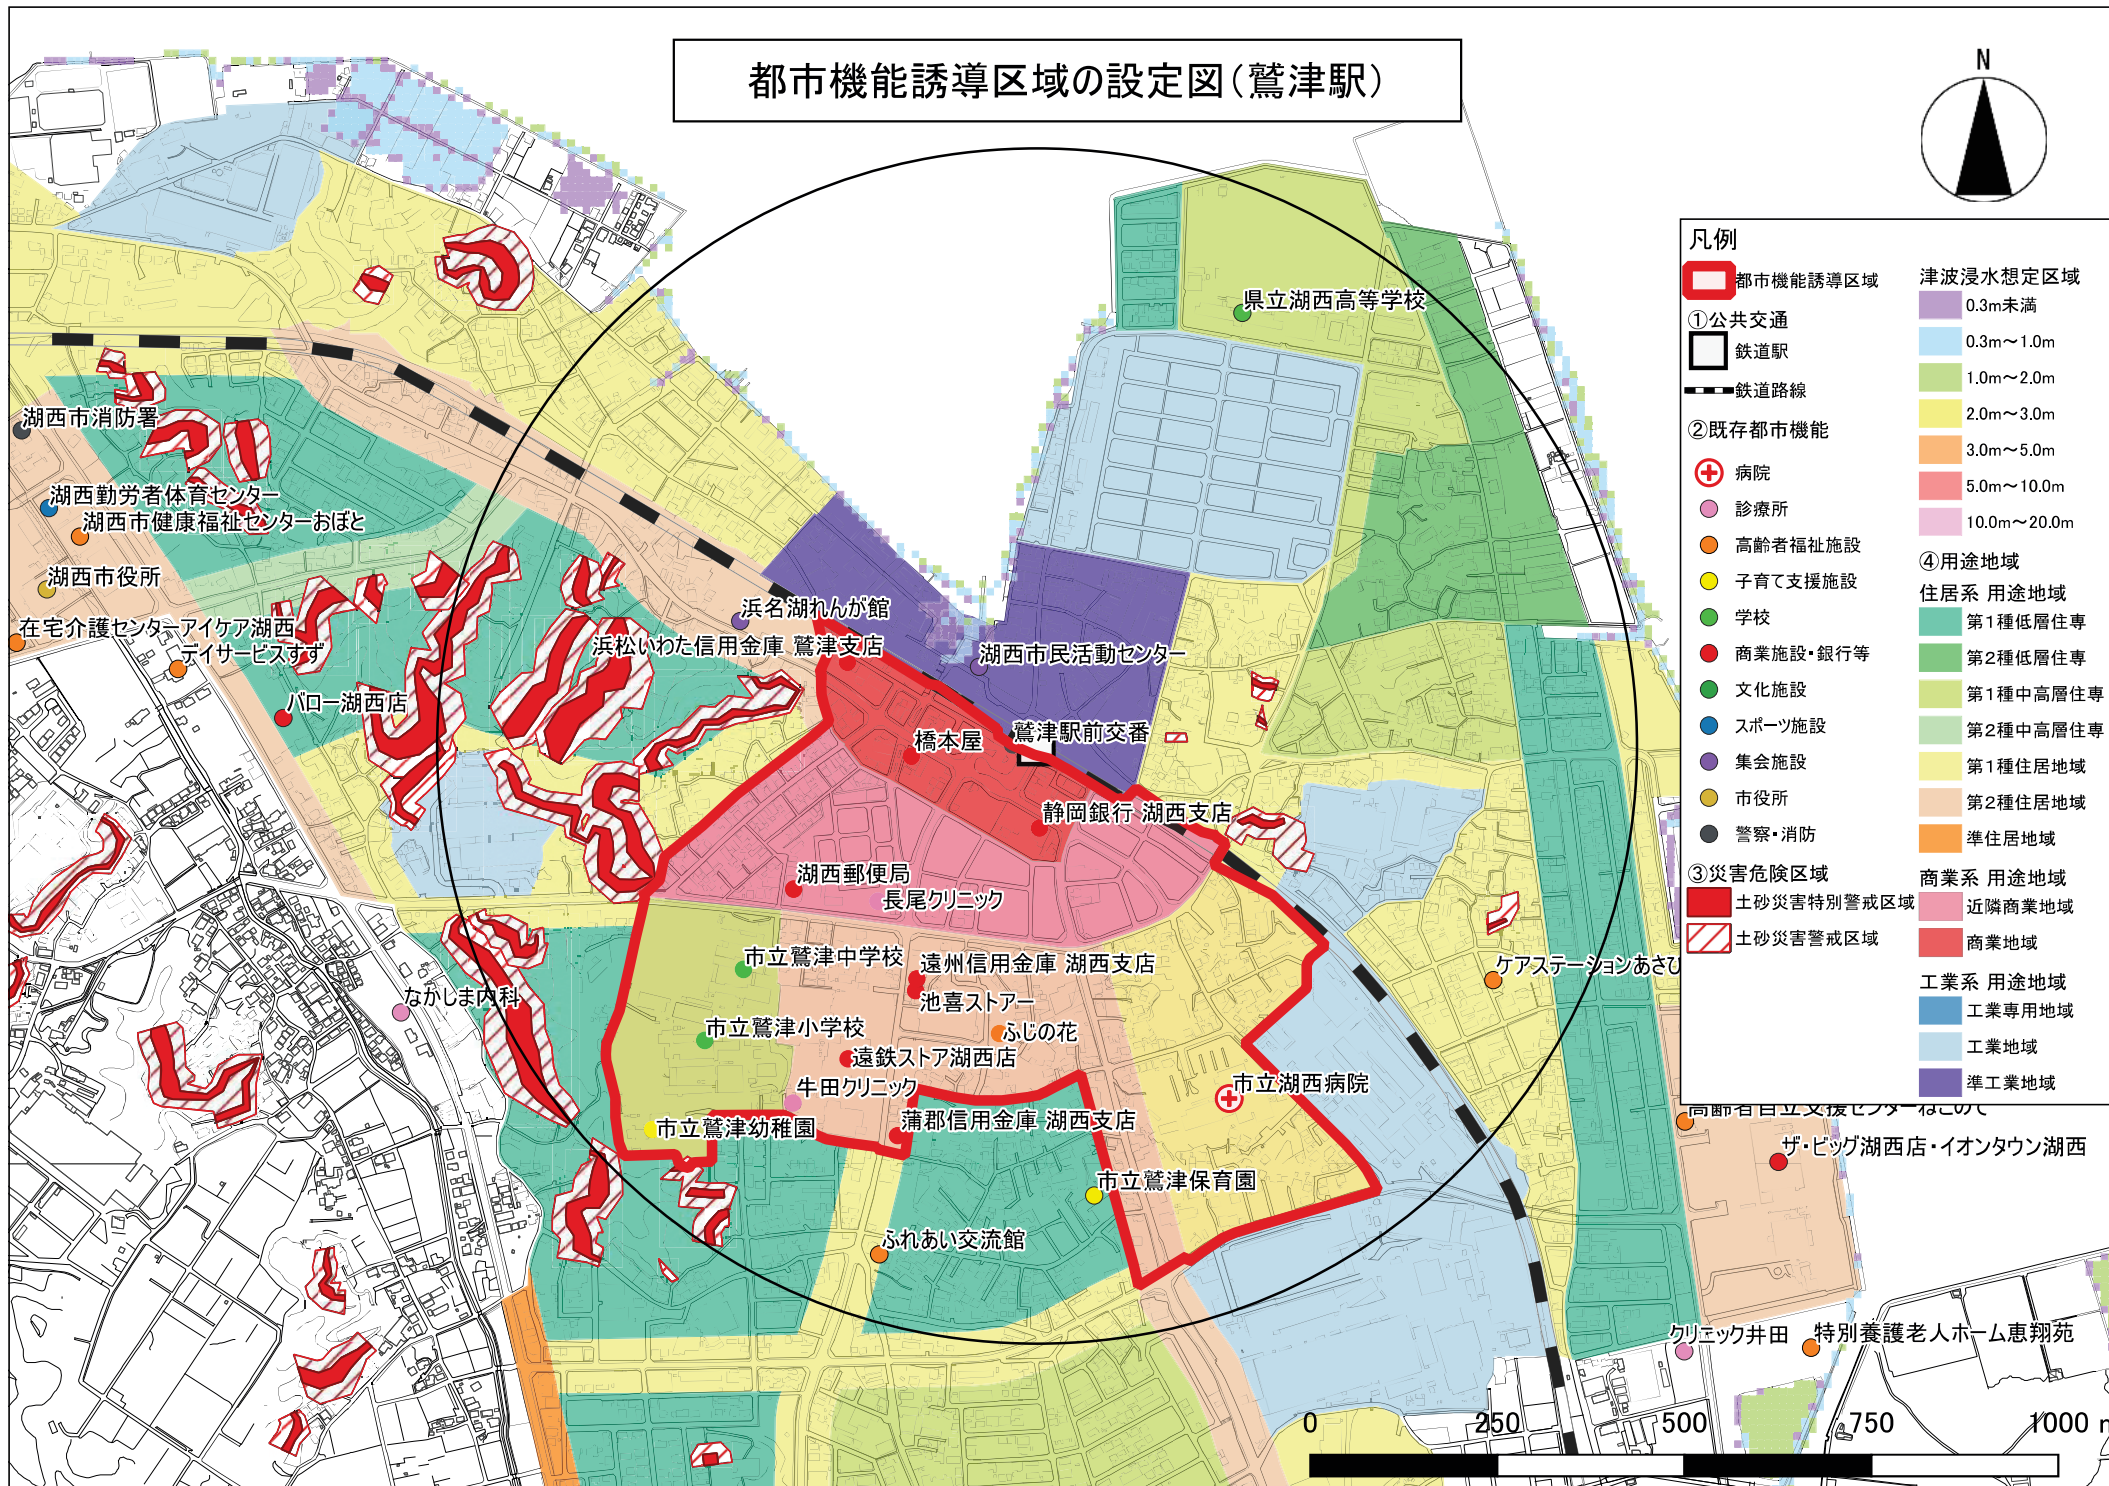 都市機能誘導区域の設定図(鷲津駅)
N
凡例
都市機能誘導区域
①公共交通
鉄道駅
鉄道路線
②既存都市機能
病院
診療所
高齢者福祉施設
子育て支援施設
学校
商業施設・銀行等
文化施設
スポーツ施設
集会施設
市役所
警察・消防
③災害危険区域
土砂災害特別警戒区域
土砂災害警戒区域
津波浸水想定区域
0.3m未満
0.3m~1.0m
1.0m~2.0m
2.0m~3.0m
3.0m~5.0m
5.0m~10.0m
10.0m~20.0m
④用途地域
住居系 用途地域
第1種低層住専
第2種低層住専
第1種中高層住専
第2種中高層住専
第1種住居地域
第2種住居地域
準住居地域
商業系 用途地域
近隣商業地域
商業地域
工業系 用途地域
工業専用地域
工業地域
準工業地域
県立湖西高等学校
湖西市消防署
湖西勤労者体育センター
湖西市健康福祉センターおぼと
湖西市役所
在宅介護センターアイケア湖西
デイサービスすず
バロー湖西店
浜名湖れんが館
浜松いわた信用金庫 鷲津支店
湖西市民活動センター
橋本屋
鷲津駅前交番
静岡銀行 湖西支店
湖西郵便局
長尾クリニック
市立鷲津中学校
遠州信用金庫 湖西支店
池喜ストアー
ケアステーションあさひ
なかしま内科
市立鷲津小学校
ふじの花
遠鉄ストア湖西店
牛田クリニック
市立湖西病院
市立鷲津幼稚園
蒲郡信用金庫 湖西支店
高齢者自立支援センターねこのて
ザ・ビッグ湖西店・イオンタウン湖西
市立鷲津保育園
ふれあい交流館
クリニック井田
特別養護老人ホーム恵翔苑
0 250 500 750 1000 m